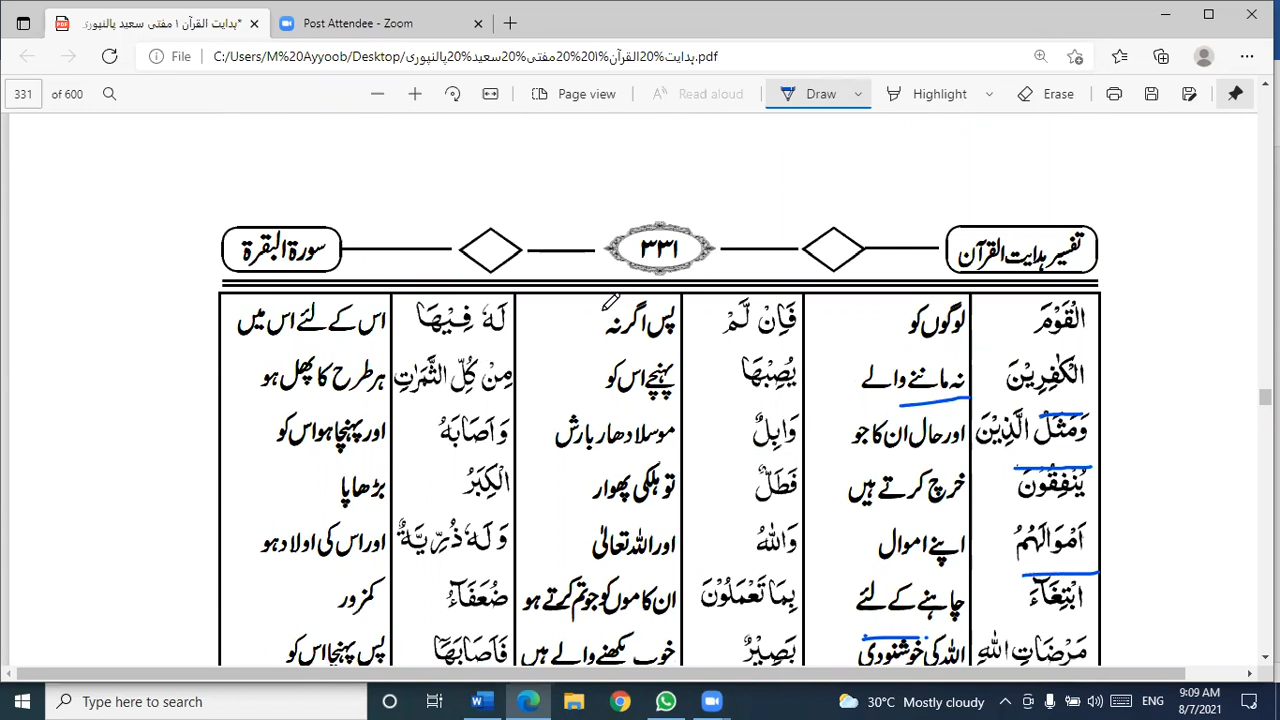 ہدایت القرآن ۱ مفتی سعید پالنپوری*
Post Attendee - Zoom
File
C:/Users/M%20Ayyoob/Desktop/ہدایت%20القرآن%20۱%20مفتی%20سعید%20پالنپوری.pdf
331 of 600
Page view
Read aloud
Draw
Highlight
Erase
تفسیر ہدایت القرآن
۳۳۱
سورۃ البقرۃ
الْقَوْمَ لوگوں کو فَاِنْ لَّمْ پس اگر نہ لَهٗ فِيْهَا اس کے لئے اس میں
الْكٰفِرِيْنَ نہ ماننے والے يُصِبْهَا پہنچے اس کو مِنْ كُلِّ الثَّمَرٰتِ ہر طرح کا پھل ہو
وَمَثَلُ الَّذِيْنَ اور حال ان کا جو وَابِلٌ موسلا دھار بارش وَاَصَابَهُ اور پہنچا ہو اس کو
يُنْفِقُوْنَ خرچ کرتے ہیں فَطَلٌّ تو ہلکی پھوار الْكِبَرُ بڑھاپا
اَمْوَالَهُمُ اپنے اموال وَاللّٰهُ اور اللہ تعالیٰ وَلَهٗ ذُرِّيَّةٌ اور اس کی اولاد ہو
ابْتِغَآءَ چاہنے کے لئے بِمَا تَعْمَلُوْنَ ان کاموں کو جو تم کرتے ہو ضُعَفَآءُ کمزور
مَرْضَاتِ اللّٰهِ اللہ کی خوشنودی بَصِيْرٌ خوب دیکھنے والے ہیں فَاَصَابَهَآ پس پہنچا اس کو
Type here to search
30°C Mostly cloudy
ENG
9:09 AM
8/7/2021